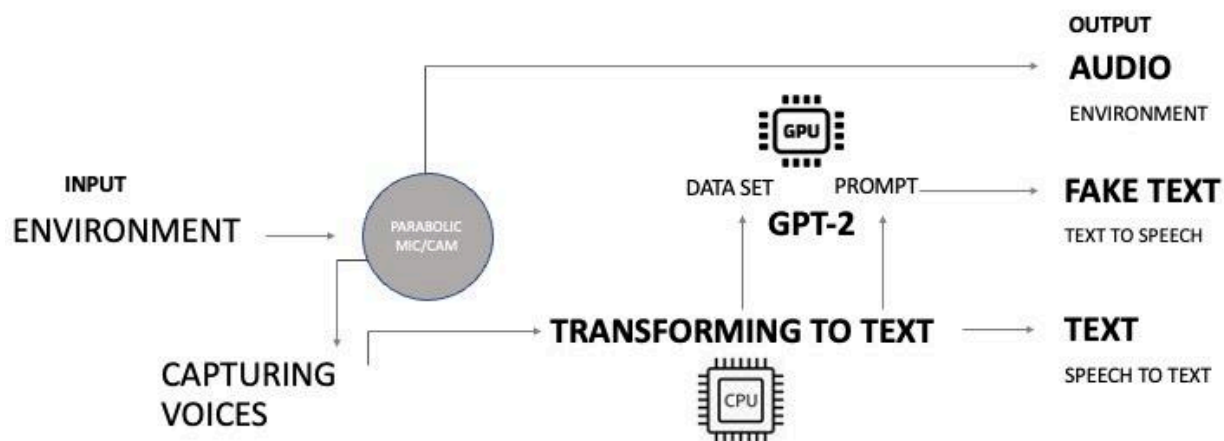 OUTPUT
AUDIO
ENVIRONMENT
GPU
INPUT
ENVIRONMENT
PARABOLIC
MIC/CAM
DATA SET
PROMPT
GPT-2
FAKE TEXT
TEXT TO SPEECH
CAPTURING
VOICES
TRANSFORMING TO TEXT
CPU
TEXT
SPEECH TO TEXT